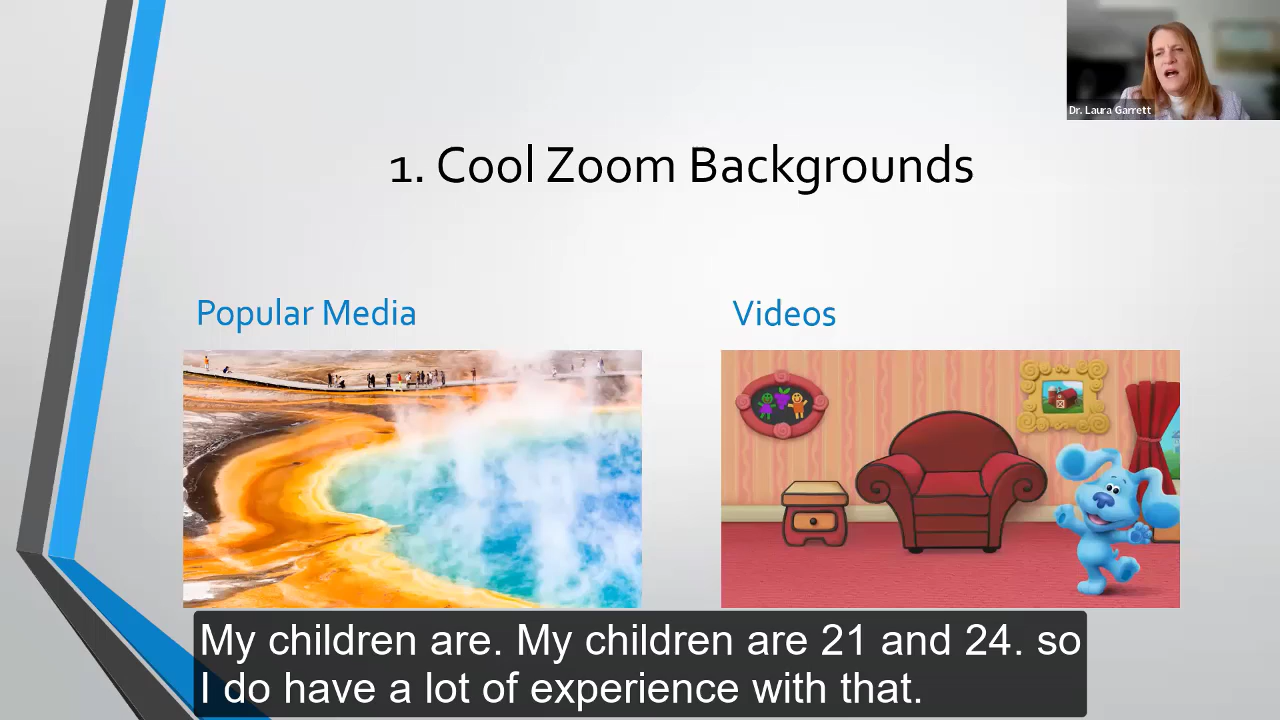 Dr. Laura Garrett
1. Cool Zoom Backgrounds
Popular Media
Videos
My children are. My children are 21 and 24. so
I do have a lot of experience with that.